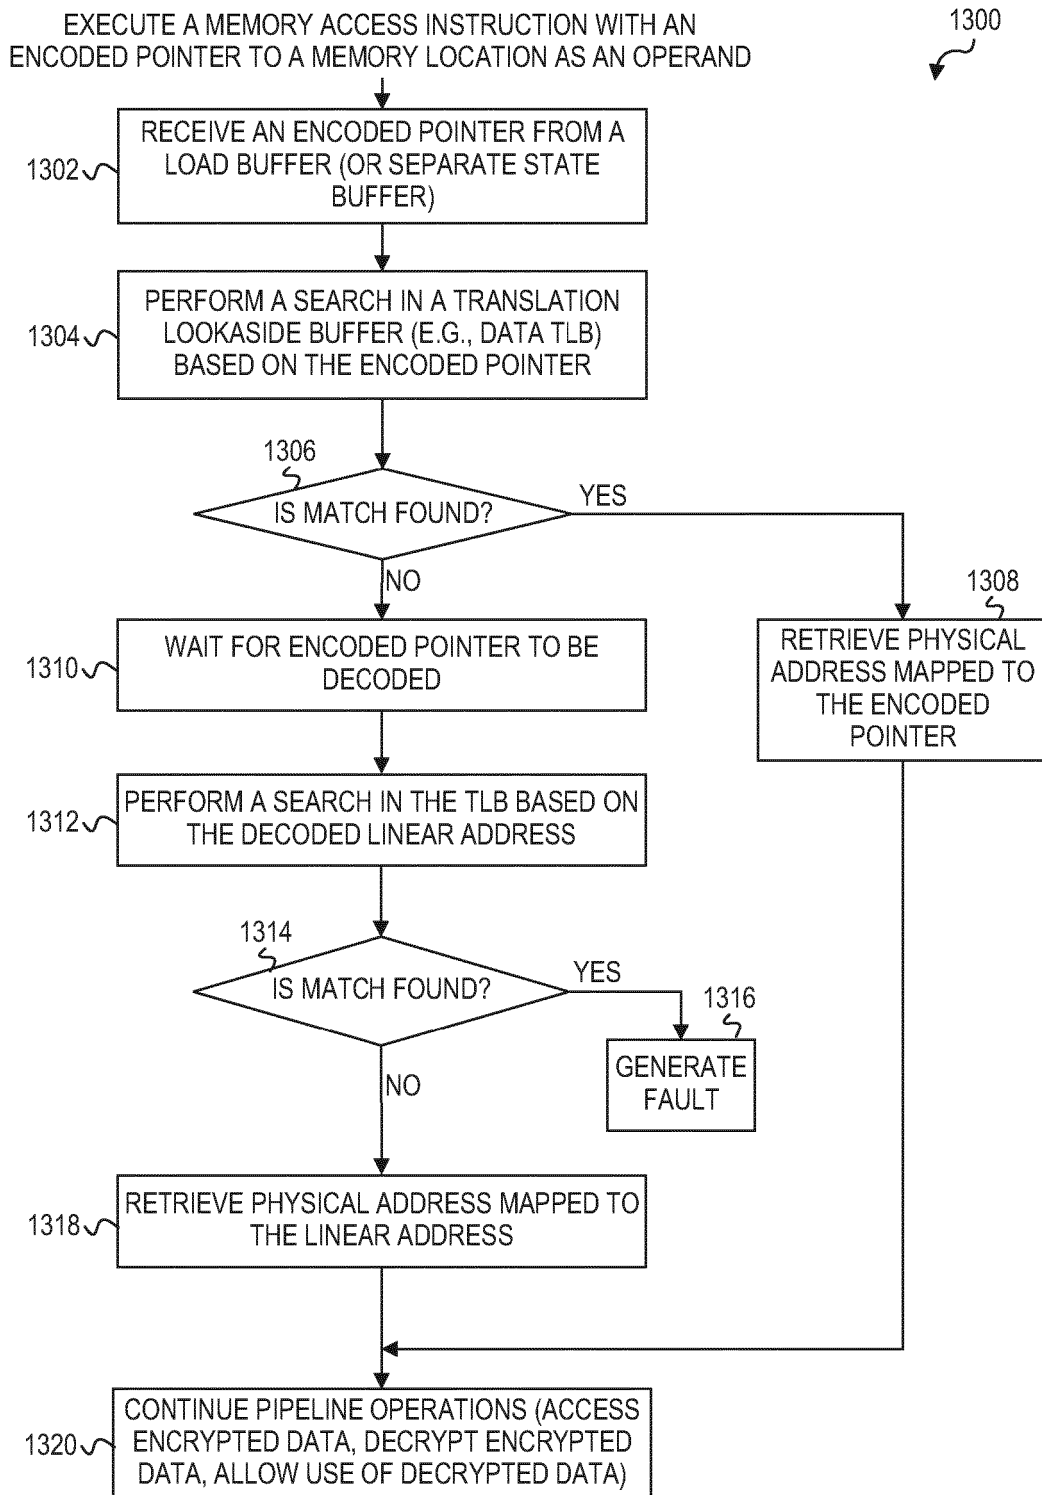 EXECUTE A MEMORY ACCESS INSTRUCTION WITH AN
ENCODED POINTER TO A MEMORY LOCATION AS AN OPERAND
1300
1302
RECEIVE AN ENCODED POINTER FROM A
LOAD BUFFER (OR SEPARATE STATE
BUFFER)
1304
PERFORM A SEARCH IN A TRANSLATION
LOOKASIDE BUFFER (E.G., DATA TLB)
BASED ON THE ENCODED POINTER
1306
IS MATCH FOUND?
YES
NO
1308
RETRIEVE PHYSICAL
ADDRESS MAPPED TO
THE ENCODED
POINTER
1310
WAIT FOR ENCODED POINTER TO BE
DECODED
1312
PERFORM A SEARCH IN THE TLB BASED ON
THE DECODED LINEAR ADDRESS
1314
IS MATCH FOUND?
YES
NO
1316
GENERATE
FAULT
1318
RETRIEVE PHYSICAL ADDRESS MAPPED TO
THE LINEAR ADDRESS
1320
CONTINUE PIPELINE OPERATIONS (ACCESS
ENCRYPTED DATA, DECRYPT ENCRYPTED
DATA, ALLOW USE OF DECRYPTED DATA)